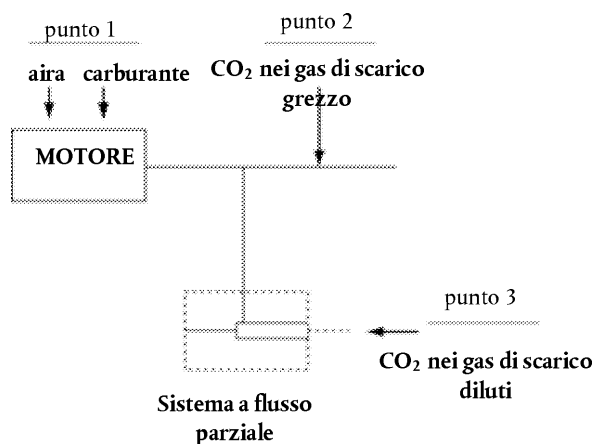 punto 1
punto 2
aira carburante
CO₂ nei gas di scarico
grezzo
MOTORE
punto 3
CO₂ nei gas di scarico
diluti
Sistema a flusso
parziale